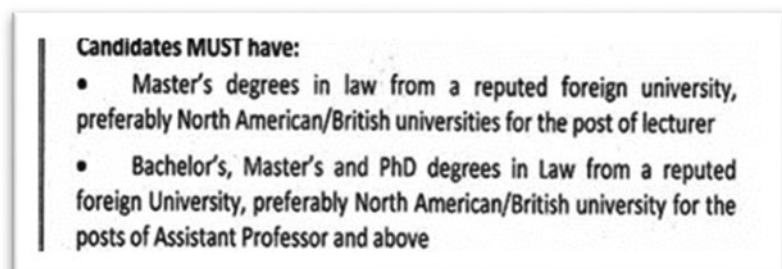 Candidates MUST have:
• Master's degrees in law from a reputed foreign university,
preferably North American/British universities for the post of lecturer
• Bachelor's, Master's and PhD degrees in Law from a reputed
foreign University, preferably North American/British university for the
posts of Assistant Professor and above